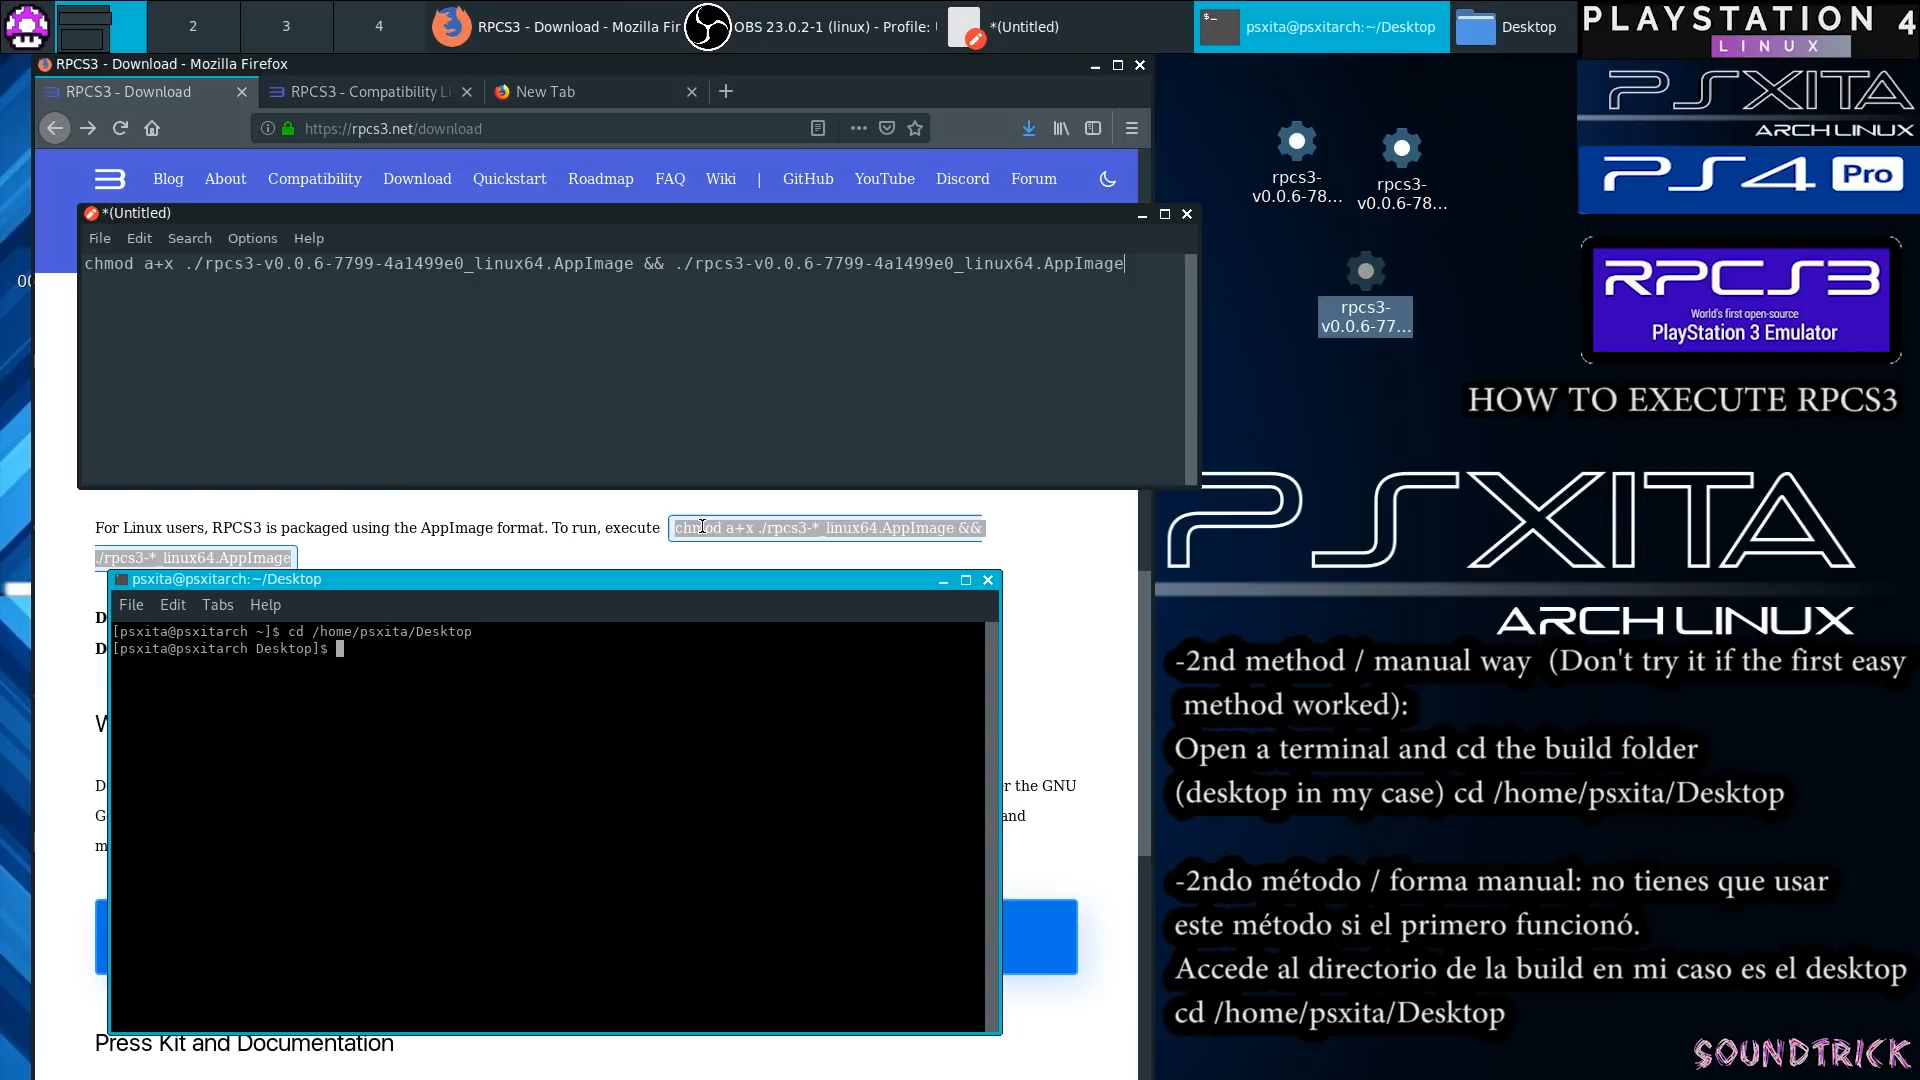 2
3
4
RPCS3 - Download - Mozilla Fir
OBS 23.0.2-1 (linux) - Profile:
*(Untitled)
psxita@psxitarch:~/Desktop
Desktop
PLAYSTATION 4
LINUX
RPCS3 - Download - Mozilla Firefox
RPCS3 - Download
RPCS3 - Compatibility Li
New Tab
https://rpcs3.net/download
Blog About Compatibility Download Quickstart Roadmap FAQ Wiki | GitHub YouTube Discord Forum
*(Untitled)
File Edit Search Options Help
chmod a+x ./rpcs3-v0.0.6-7799-4a1499e0_linux64.AppImage && ./rpcs3-v0.0.6-7799-4a1499e0_linux64.AppImage
For Linux users, RPCS3 is packaged using the AppImage format. To run, execute chmod a+x ./rpcs3-*_linux64.AppImage &&
./rpcs3-*_linux64.AppImage
psxita@psxitarch:~/Desktop
File Edit Tabs Help
[psxita@psxitarch ~]$ cd /home/psxita/Desktop
[psxita@psxitarch Desktop]$
D
D
W
D
r the GNU
G
and
m
Press Kit and Documentation
rpcs3-
v0.0.6-78...
rpcs3-
v0.0.6-78...
rpcs3-
v0.0.6-77...
PSXITA
ARCH LINUX
PS4 Pro
RPCS3
World's first open-source
PlayStation 3 Emulator
HOW TO EXECUTE RPCS3
PSXITA
ARCH LINUX
-2nd method / manual way (Don't try it if the first easy
method worked):
Open a terminal and cd the build folder
(desktop in my case) cd /home/psxita/Desktop
-2ndo método / forma manual: no tienes que usar
este método si el primero funcionó.
Accede al directorio de la build en mi caso es el desktop
cd /home/psxita/Desktop
SOUNDTRICK